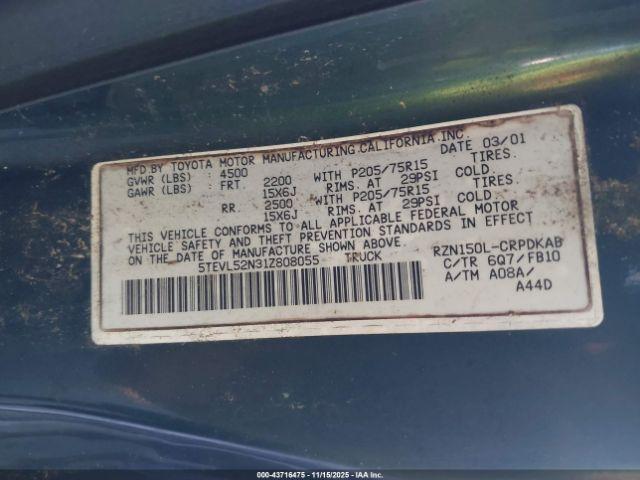 MFD.BY TOYOTA MOTOR MANUFACTURING,CALIFORNIA,INC. DATE 03/01
GVWR (LBS) : 4500 WITH P205/75R15 TIRES.
GAWR (LBS) : FRT. 2200 15X6J RIMS. AT 29PSI COLD.
RR. 2500 WITH P205/75R15 TIRES.
15X6J RIMS. AT 29PSI COLD.
THIS VEHICLE CONFORMS TO ALL APPLICABLE FEDERAL MOTOR
VEHICLE SAFETY AND THEFT PREVENTION STANDARDS IN EFFECT
ON THE DATE OF MANUFACTURE SHOWN ABOVE.
5TEVL52N31Z808055 TRUCK
RZN150L-CRPDKAB
C/TR 6Q7/FB10
A/TM A08A/
A44D
000-43716475 - 11/15/2025 - IAAI.com